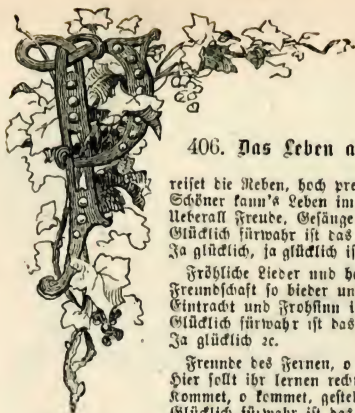 406. Das Leben a
P
reiset die Reben, hoch pre
Schöner kann's Leben im
Ueberall Freude, Gesänge
Glücklich fürwahr ist das
Ja glücklich, ja glücklich is
Fröhliche Lieder und he
Freundschaft so bieder un
Eintracht und Frohsinn i
Glücklich fürwahr ist das
Ja glücklich ꝛc.
Freunde des Fernen, o
Hier sollt ihr lernen rech
Kommet, o kommet, geste